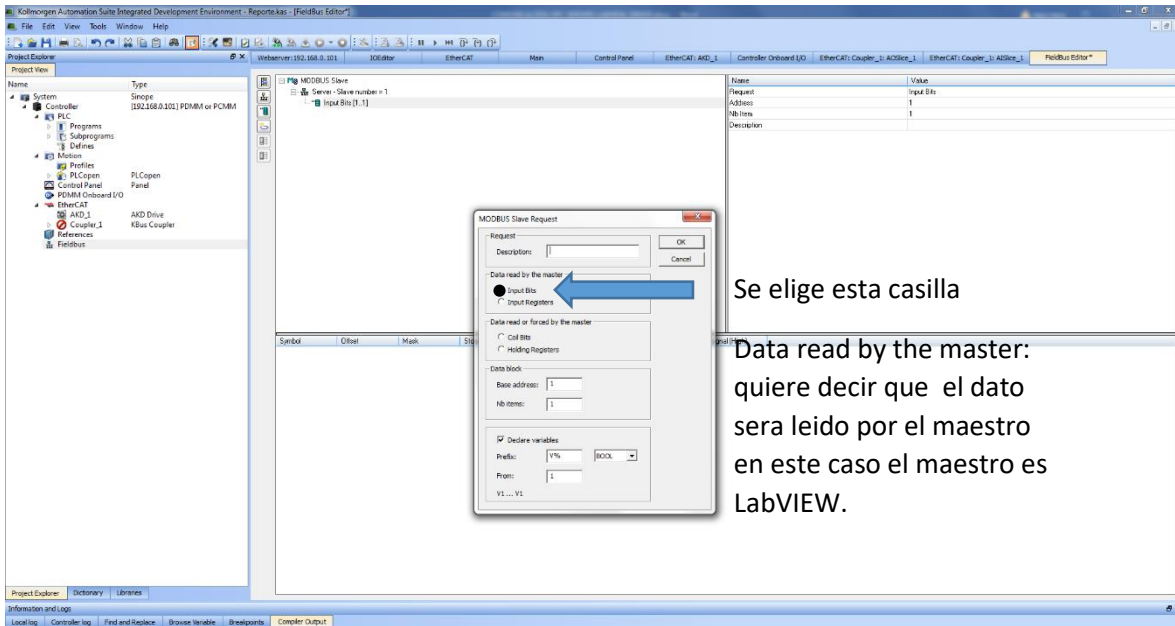 Kollmorgen Automation Suite Integrated Development Environment - Reporte.kas - [FieldBus Editor*]
File Edit View Tools Window Help
Project Explorer
Webserver:192.168.0.101 IOEditor EtherCAT Main Control Panel EtherCAT: AKD_1 Controller Onboard I/O EtherCAT: Coupler_1: AOSlice_1 EtherCAT: Coupler_1: AISlice_1 FieldBus Editor*
Project View
Name Type
System Sinope
Controller [192.168.0.101] PDMM or PCMM
PLC
Programs
Subprograms
Defines
Motion
Profiles
PLCopen PLCopen
Control Panel Panel
PDMM Onboard I/O
EtherCAT
AKD_1 AKD Drive
Coupler_1 KBus Coupler
References
Fieldbus
MODBUS Slave
Server - Slave number = 1
Input Bits [1..1]
Name Value
Request Input Bits
Address 1
Nb Item 1
Description
MODBUS Slave Request
Request
Description:
OK
Cancel
Data read by the master
Input Bits
Input Registers
Data read or forced by the master
Coil Bits
Holding Registers
Data block
Base address: 1
Nb items: 1
Declare variables
Prefix: V% BOOL
From: 1
V1 ... V1
Symbol Offset Mask
Se elige esta casilla
Data read by the master:
quiere decir que el dato
sera leido por el maestro
en este caso el maestro es
LabVIEW.
Project Explorer Dictionary Libraries
Information and Logs
Local log Controller log Find and Replace Browse Variable Breakpoints Compiler Output